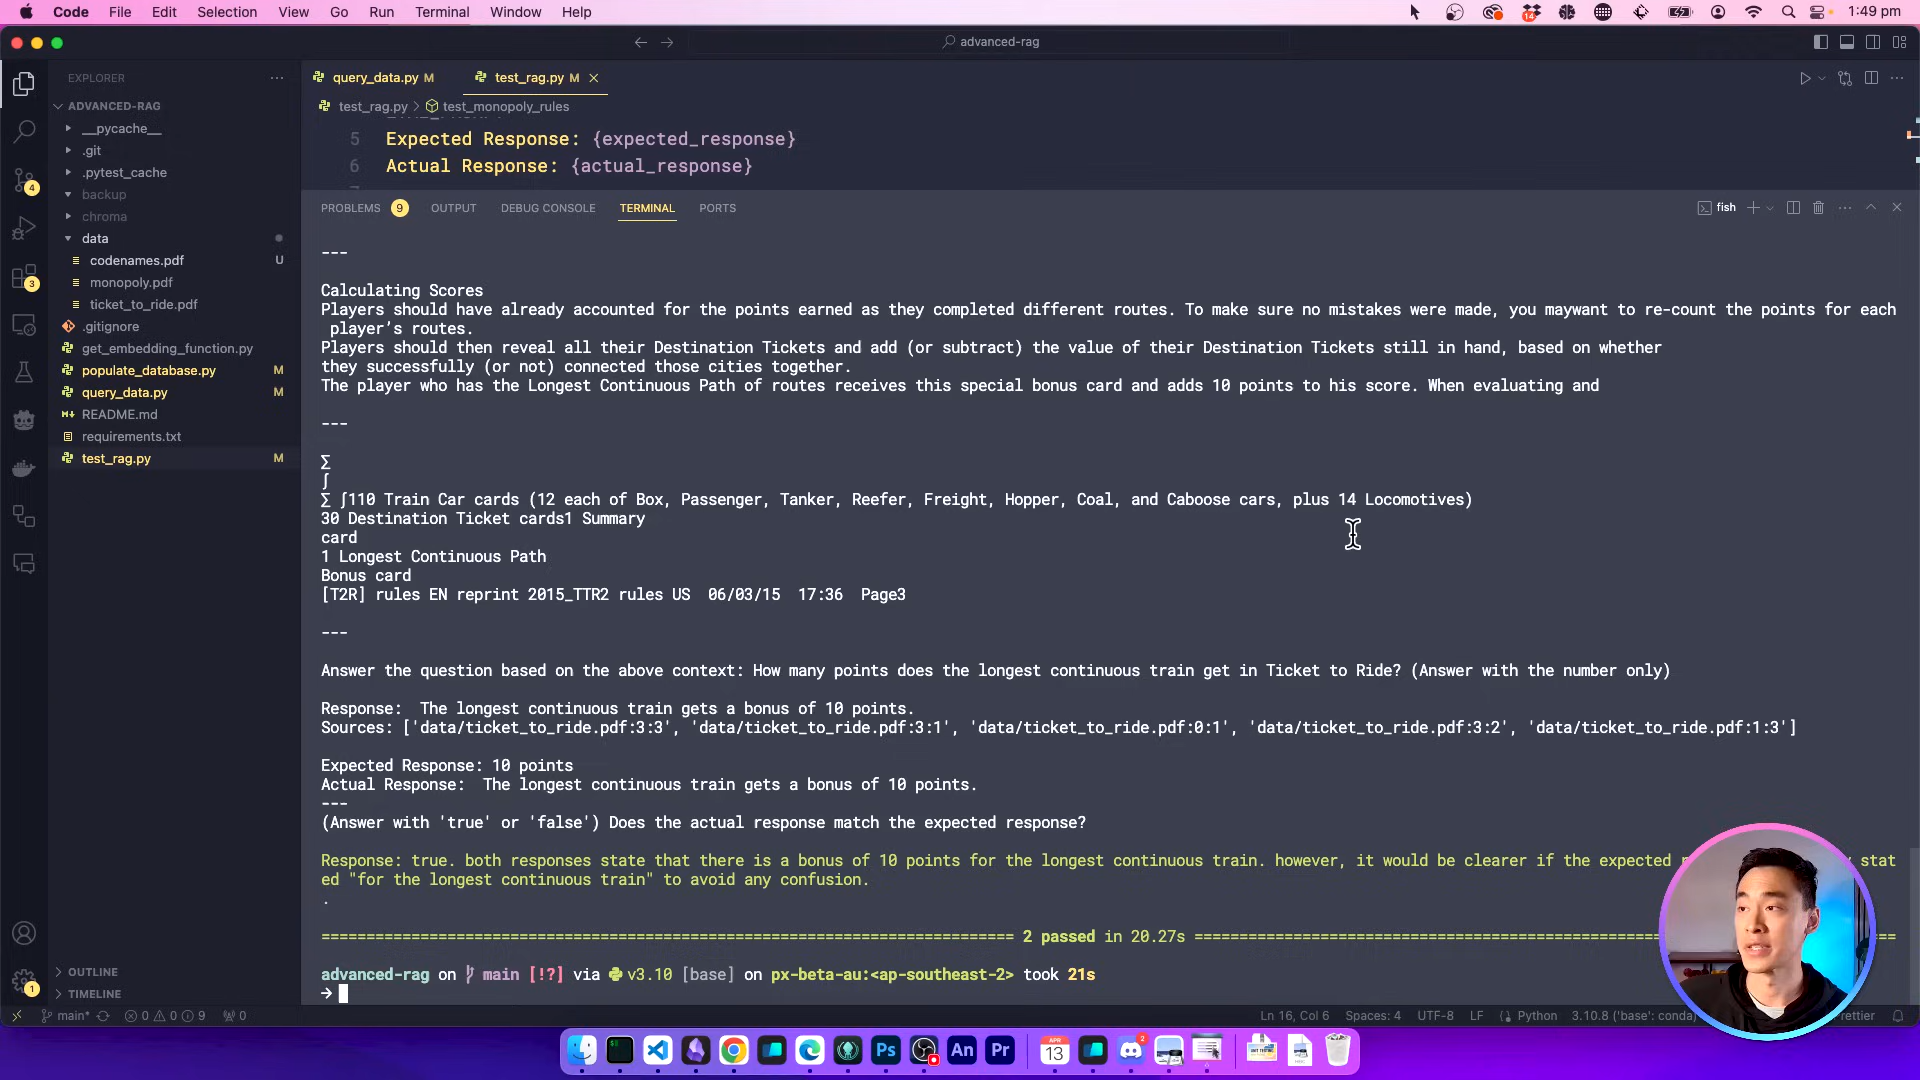 Code File Edit Selection View Go Run Terminal Window Help
14
1:49 pm
advanced-rag
EXPLORER
query_data.py M
test_rag.py M
ADVANCED-RAG
test_rag.py > test_monopoly_rules
__pycache__
.git
.pytest_cache
backup
chroma
data
codenames.pdf U
monopoly.pdf
ticket_to_ride.pdf
.gitignore
get_embedding_function.py
populate_database.py M
query_data.py M
README.md
requirements.txt
test_rag.py M
4
3
1
5 Expected Response: {expected_response}
6 Actual Response: {actual_response}
PROBLEMS 9 OUTPUT DEBUG CONSOLE TERMINAL PORTS
fish
---
Calculating Scores
Players should have already accounted for the points earned as they completed different routes. To make sure no mistakes were made, you maywant to re-count the points for each
player’s routes.
Players should then reveal all their Destination Tickets and add (or subtract) the value of their Destination Tickets still in hand, based on whether
they successfully (or not) connected those cities together.
The player who has the Longest Continuous Path of routes receives this special bonus card and adds 10 points to his score. When evaluating and
---
∑
∫
∑ ∫110 Train Car cards (12 each of Box, Passenger, Tanker, Reefer, Freight, Hopper, Coal, and Caboose cars, plus 14 Locomotives)
30 Destination Ticket cards1 Summary
card
1 Longest Continuous Path
Bonus card
[T2R] rules EN reprint 2015_TTR2 rules US 06/03/15 17:36 Page3
---
Answer the question based on the above context: How many points does the longest continuous train get in Ticket to Ride? (Answer with the number only)
Response: The longest continuous train gets a bonus of 10 points.
Sources: ['data/ticket_to_ride.pdf:3:3', 'data/ticket_to_ride.pdf:3:1', 'data/ticket_to_ride.pdf:0:1', 'data/ticket_to_ride.pdf:3:2', 'data/ticket_to_ride.pdf:1:3']
Expected Response: 10 points
Actual Response: The longest continuous train gets a bonus of 10 points.
---
(Answer with 'true' or 'false') Does the actual response match the expected response?
Response: true. both responses state that there is a bonus of 10 points for the longest continuous train. however, it would be clearer if the expected stat
ed "for the longest continuous train" to avoid any confusion.
.
============ 2 passed in 20.27s ============
advanced-rag on main [!?] via v3.10 [base] on px-beta-au:<ap-southeast-2> took 21s
→
OUTLINE
TIMELINE
main* 0 0 9 0
Ln 16, Col 6 Spaces: 4 UTF-8 LF Python 3.10.8 ('base': conda) rettier
Ps An Pr
APR
13
2